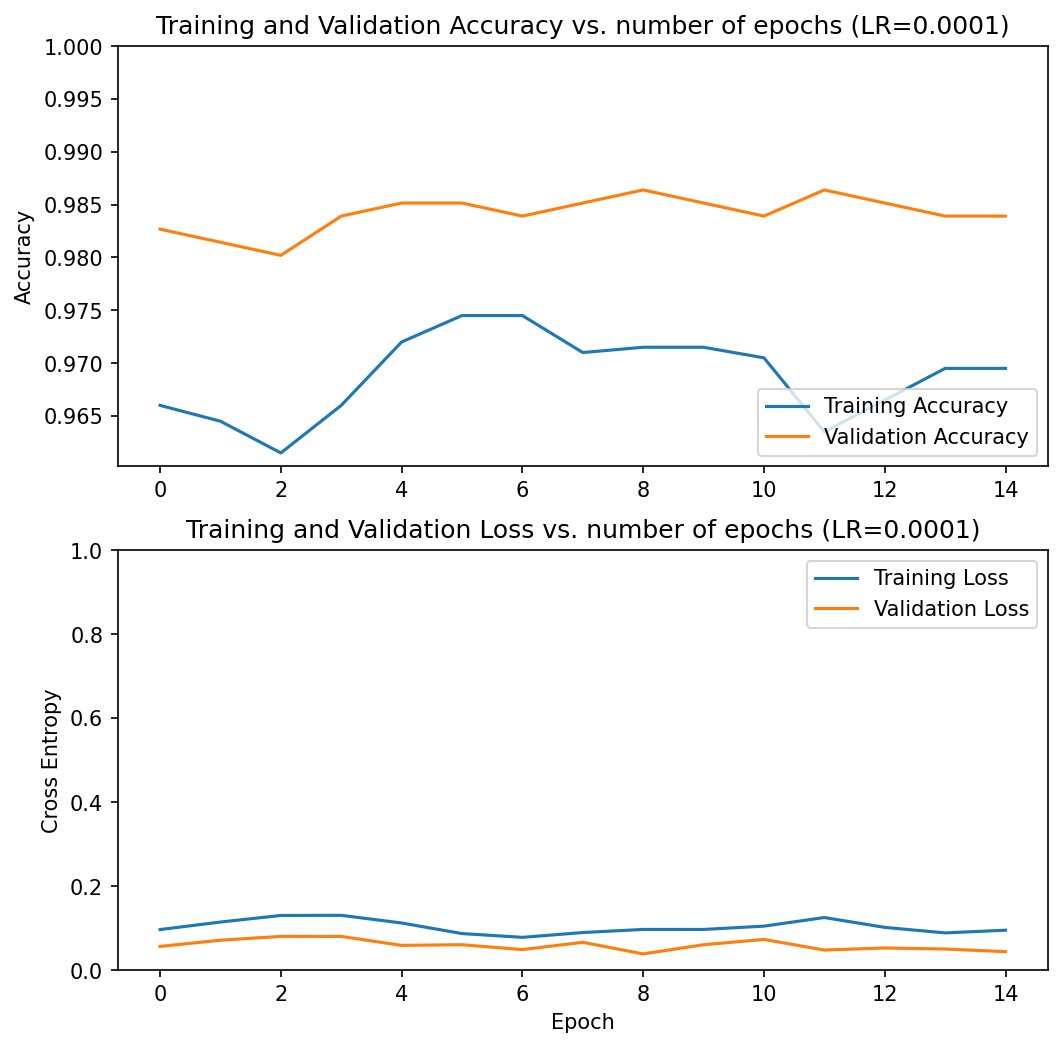 Training and Validation Accuracy vs. number of epochs (LR=0.0001)
1.000
0.995
0.990
0.985
0.980
0.975
0.970
0.965
Accuracy
Training Accuracy
Validation Accuracy
0 2 4 6 8 10 12 14
Training and Validation Loss vs. number of epochs (LR=0.0001)
1.0
0.8
0.6
0.4
0.2
0.0
Cross Entropy
Training Loss
Validation Loss
0 2 4 6 8 10 12 14
Epoch